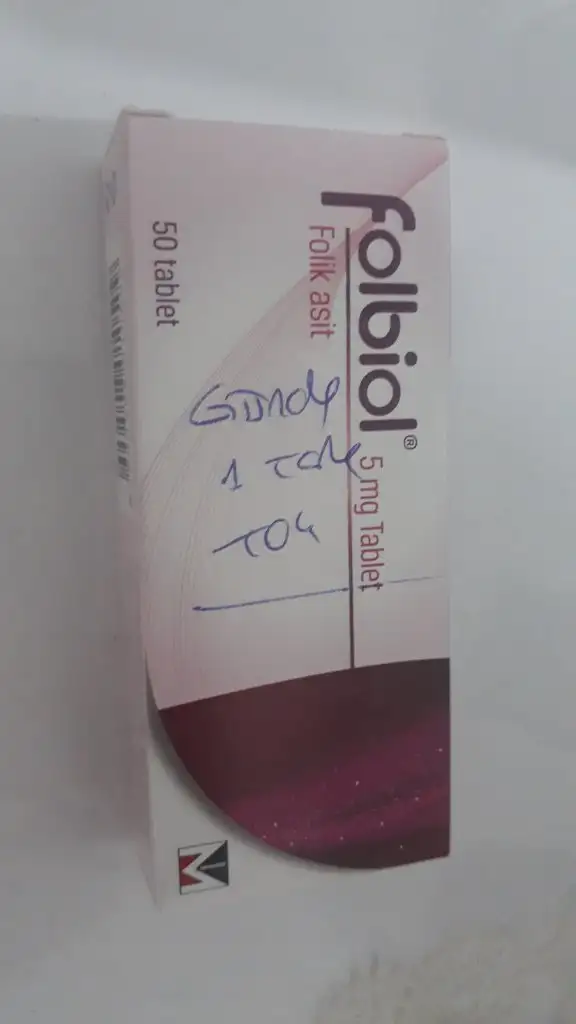 folbiol®
5 mg Tablet
Folik asit
50 tablet
GÜNDE
1 TANE
TOK